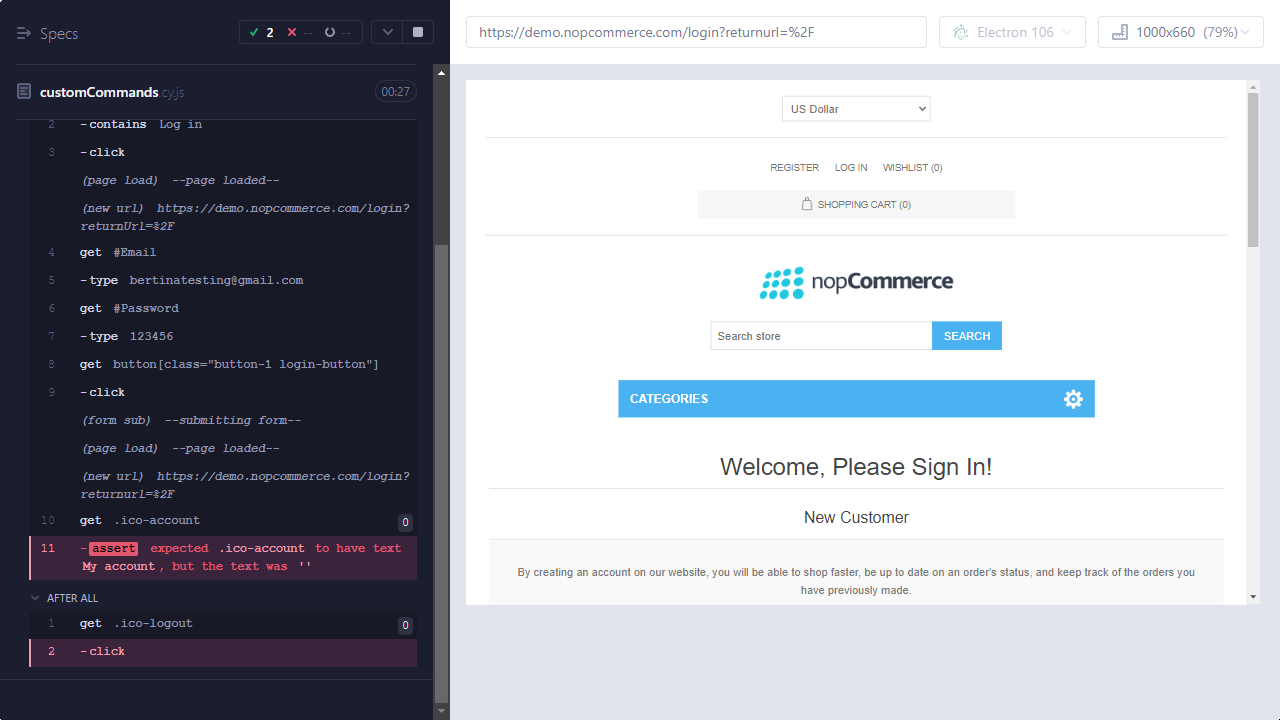 Specs
2
--
--
customCommands.cy.js
00:27
2 -contains Log in
3 -click
(page load) --page loaded--
(new url) https://demo.nopcommerce.com/login?
returnUrl=%2F
4 get #Email
5 -type bertinatesting@gmail.com
6 get #Password
7 -type 123456
8 get button[class="button-1 login-button"]
9 -click
(form sub) --submitting form--
(page load) --page loaded--
(new url) https://demo.nopcommerce.com/login?
returnurl=%2F
10 get .ico-account 0
11 -assert expected .ico-account to have text
My account, but the text was ''
AFTER ALL
1 get .ico-logout 0
2 -click
https://demo.nopcommerce.com/login?returnurl=%2F
Electron 106
1000x660 (79%)
US Dollar
REGISTER LOG IN WISHLIST (0)
SHOPPING CART (0)
nopCommerce
Search store SEARCH
CATEGORIES
Welcome, Please Sign In!
New Customer
By creating an account on our website, you will be able to shop faster, be up to date on an order's status, and keep track of the orders you
have previously made.